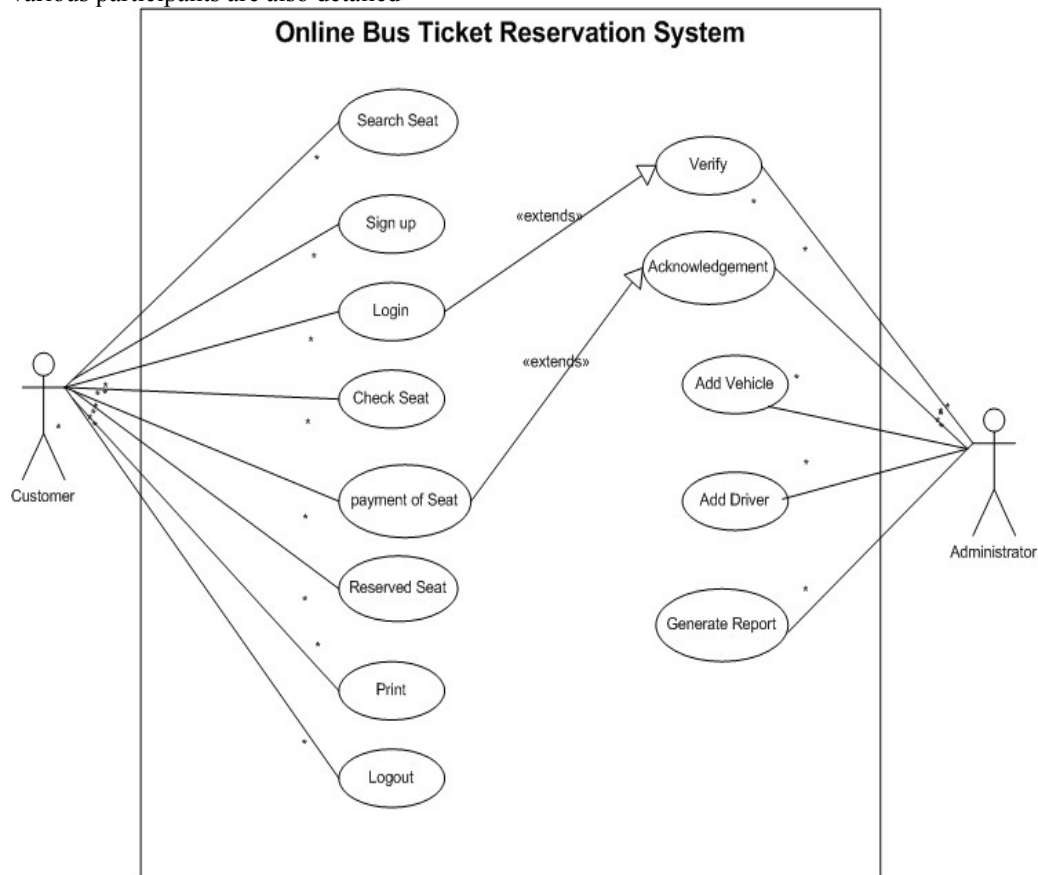 various participants are also detailed
Online Bus Ticket Reservation System
Search Seat
Verify
Sign up
«extends»
Acknowledgement
Login
«extends»
Check Seat
Add Vehicle
Customer
payment of Seat
Add Driver
Administrator
Reserved Seat
Generate Report
Print
Logout